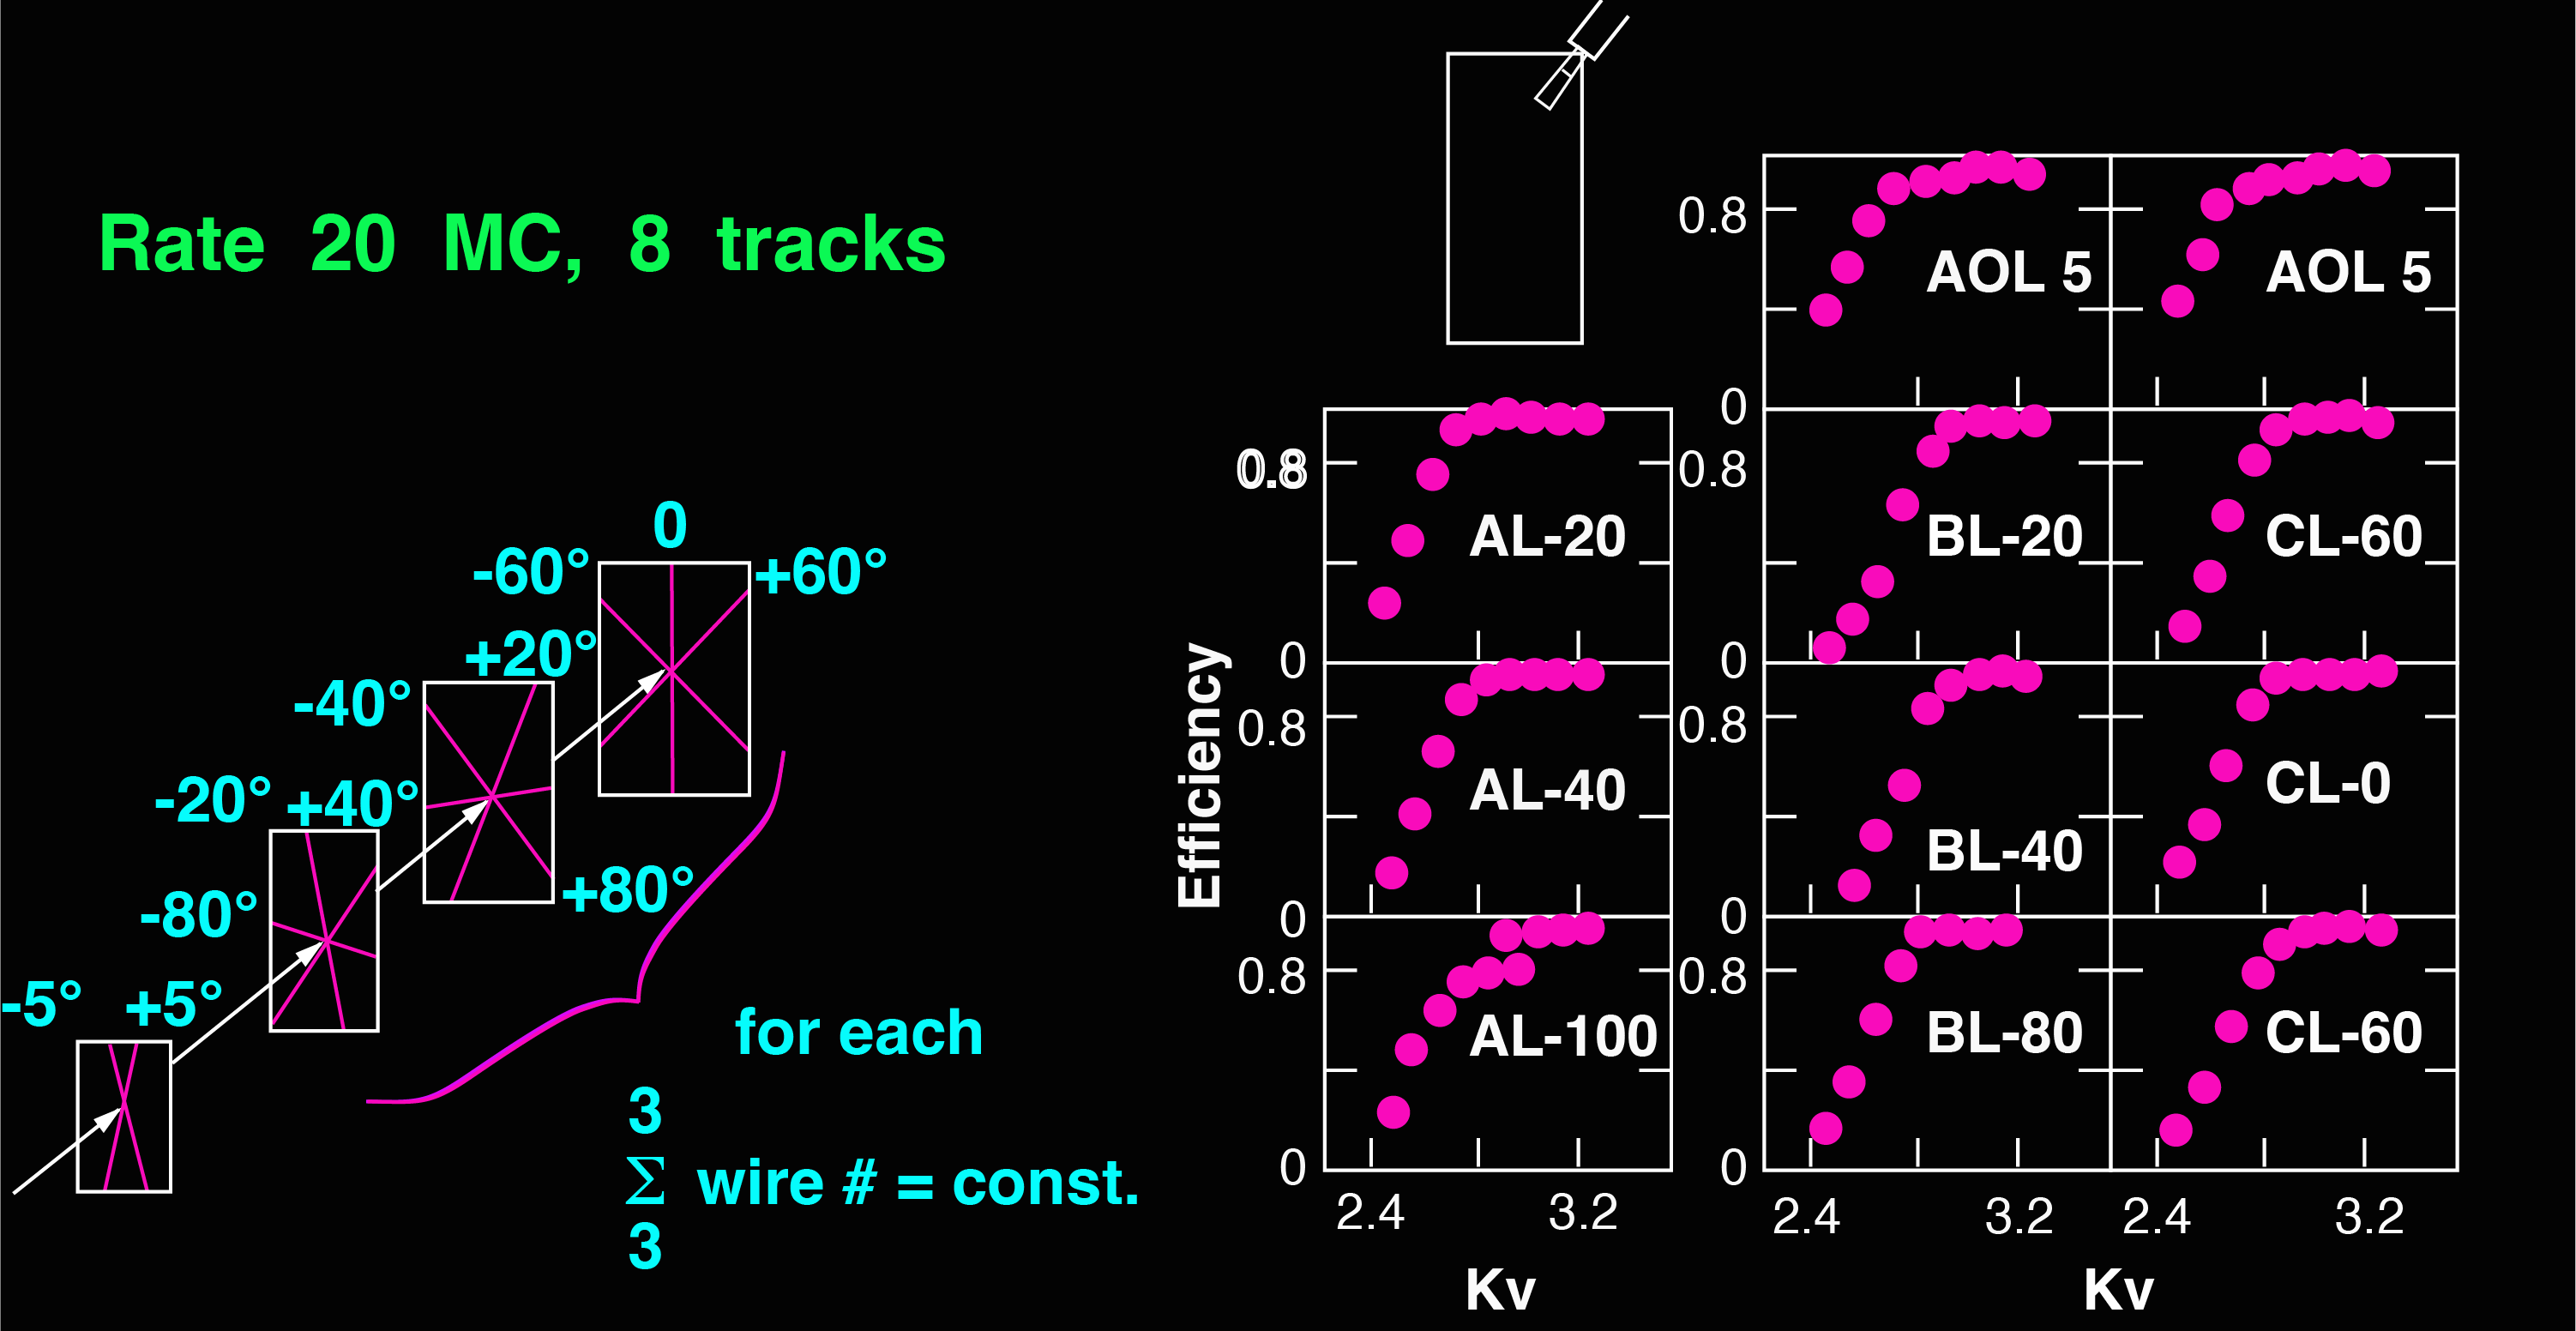 Rate 20 MC, 8 tracks
0
-60° +60°
+20°
-40°
-20° +40°
-80°
+80°
-5° +5°
for each
3
Σ wire # = const.
3
Efficiency
0.8
AL-20
0
0.8
AL-40
0
0.8
AL-100
0
2.4 3.2
Kv
0.8
AOL 5 AOL 5
0
0.8
BL-20 CL-60
0
0.8
BL-40 CL-0
0
0.8
BL-80 CL-60
0
2.4 3.2 2.4 3.2
Kv